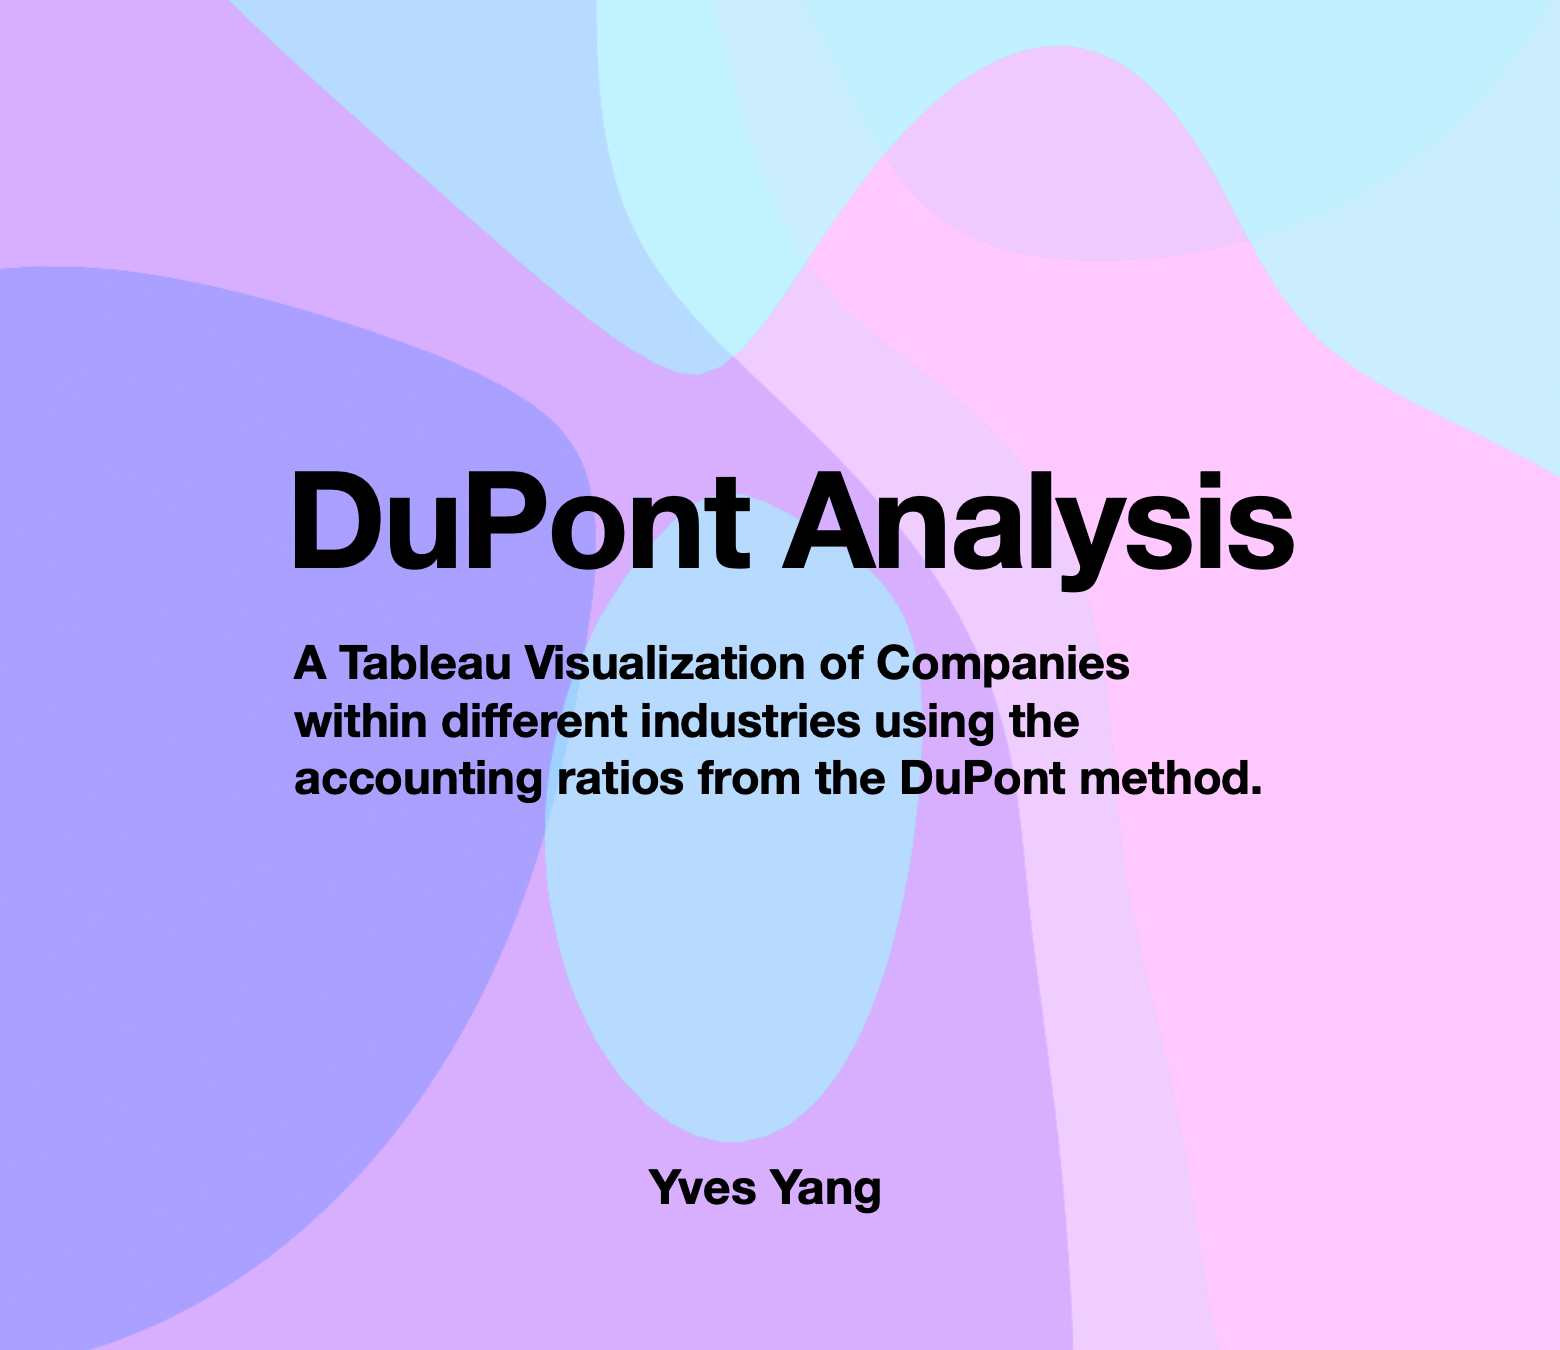 DuPont Analysis
A Tableau Visualization of Companies
within different industries using the
accounting ratios from the DuPont method.
Yves Yang